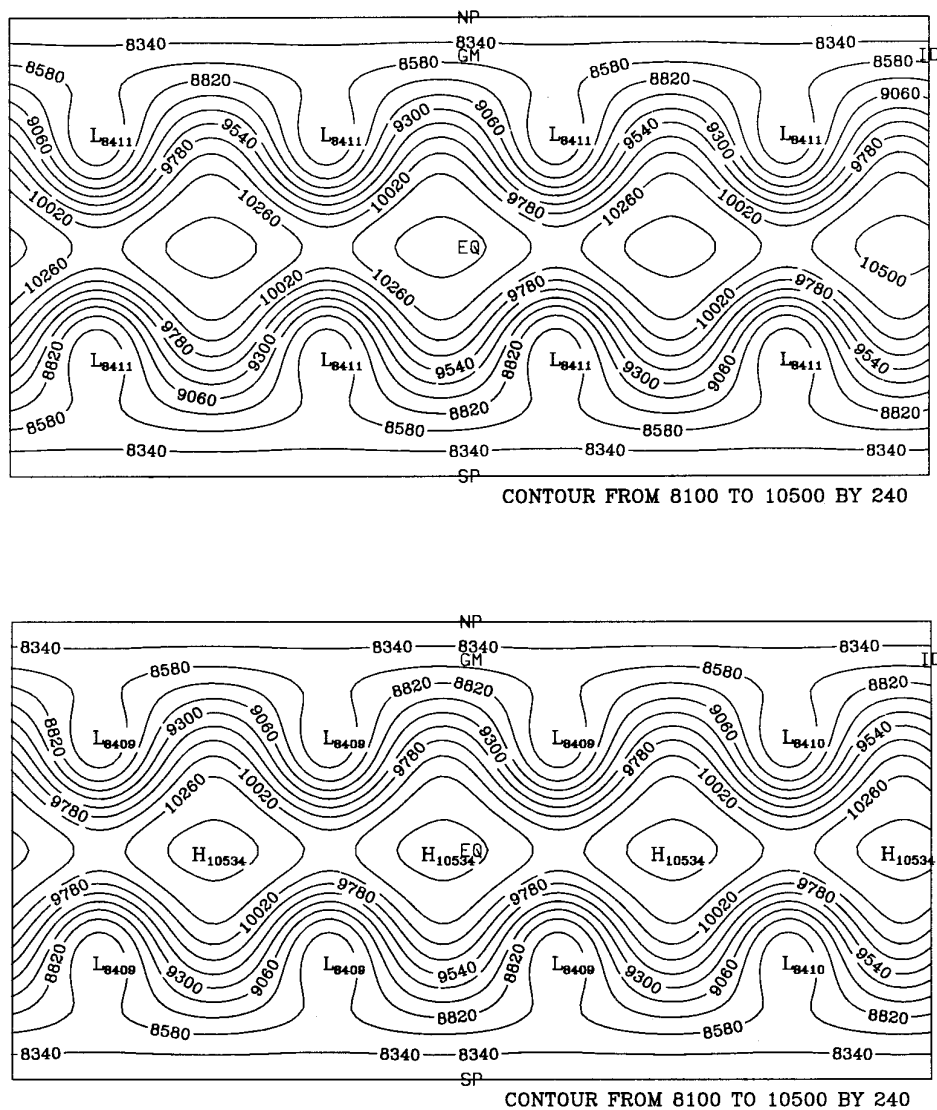 NP
8340 8340 8340
GM ID
8580 8820 8580 8820 8580 8580
9060
9060 9540 9300 9060 9540 9300
L8411 L8411 L8411 L8411
9780 9780
10020 10260 10020 9780 10260 10020
EQ
10260 10020 10260 9780 10020 9780 10500
9780
8820 L8411 9300 L8411 9540 8820 L8411 9300 L8411 9540
9060 9060
8580 8580 8820 8580 8820
8340 8340 8340
SP
CONTOUR FROM 8100 TO 10500 BY 240
NP
8340 8340 8340 8340
GM ID
8580 8820 8820 8580 8820
8820 9300 9060 9300 9060 9540
L8409 L8409 L8409 L8410
9780 9780 9780
9780 10260 10020 10020 10260
H10534 H10534 EQ H10534 H10534
9780 10020 9780 10020 9780
8820 L8409 9300 9060 L8409 9540 8820 L8409 9300 9060 L8410 9540
8580 8820 8580 8820
8340 8340 8340 8340
SP
CONTOUR FROM 8100 TO 10500 BY 240